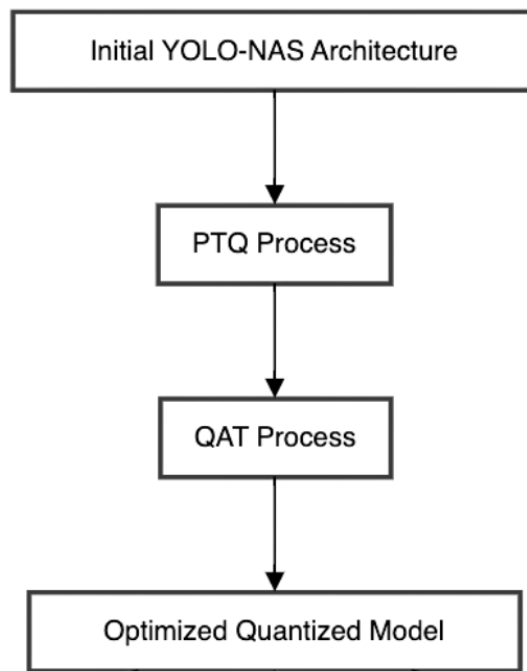 Initial YOLO-NAS Architecture
PTQ Process
QAT Process
Optimized Quantized Model